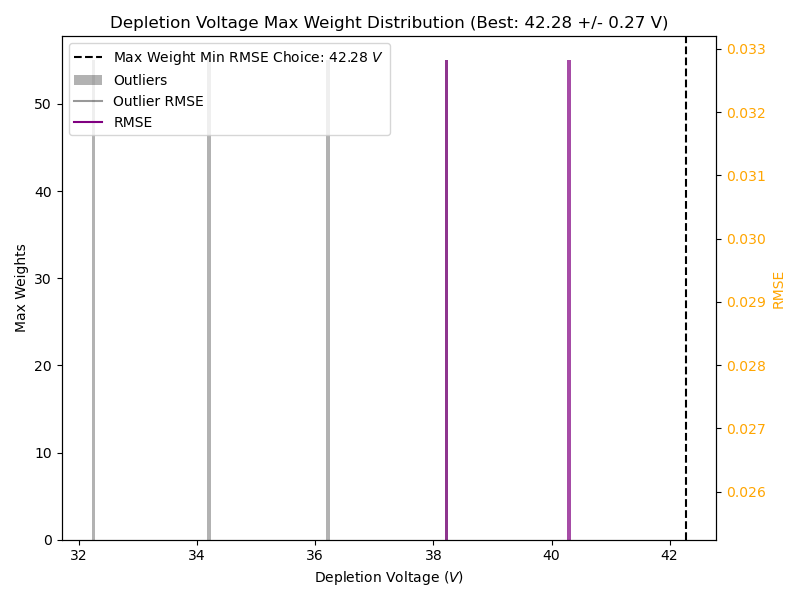 Depletion Voltage Max Weight Distribution (Best: 42.28 +/- 0.27 V)
Max Weight Min RMSE Choice: 42.28 V
Outliers
Outlier RMSE
RMSE
Max Weights
50
40
30
20
10
0
32
34
36
38
40
42
Depletion Voltage (V)
0.033
0.032
0.031
0.030
0.029
0.028
0.027
0.026
RMSE